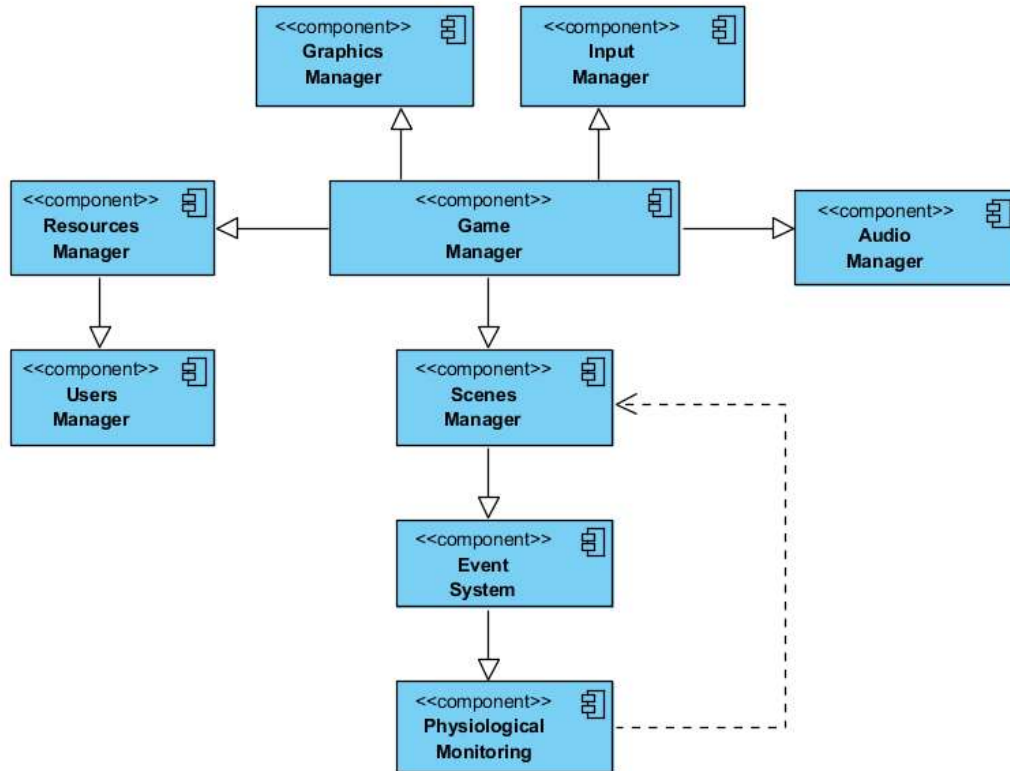 <<component>>
Graphics
Manager
<<component>>
Input
Manager
<<component>>
Resources
Manager
<<component>>
Game
Manager
<<component>>
Audio
Manager
<<component>>
Users
Manager
<<component>>
Scenes
Manager
<<component>>
Event
System
<<component>>
Physiological
Monitoring